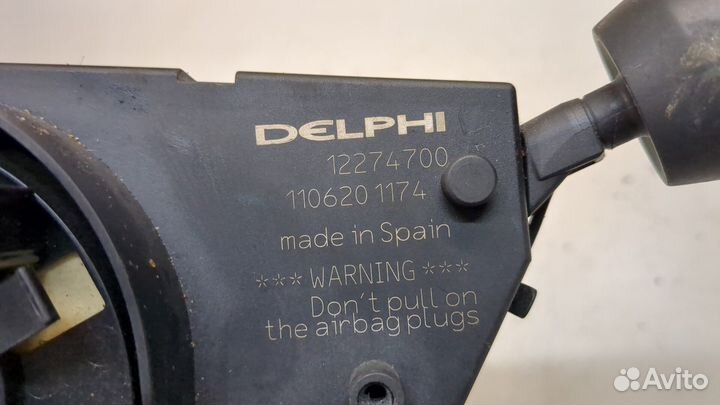 DELPHI
12274700
110620 1174
made in Spain
*** WARNING ***
Don't pull on
the airbag plugs
Avito